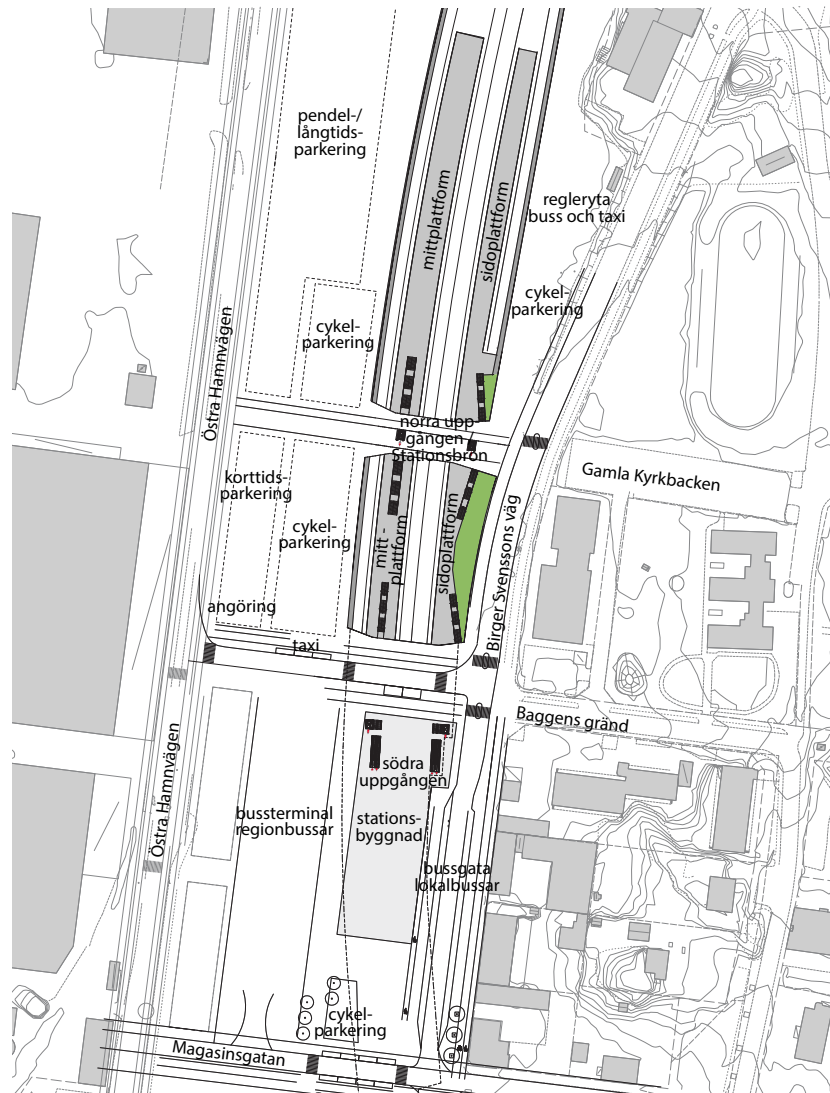 pendel-/
långtids-
parkering
mittplattform
sidoplattform
regleryta
buss och taxi
cykel-
parkering
cykel-
parkering
Östra Hamnvägen
norra upp-
gången
Stationsbron
Gamla Kyrkbacken
korttids-
parkering
cykel-
parkering
mitt -
plattform
sidoplattform
Birger Svenssons väg
angöring
taxi
Baggens gränd
Östra Hamnvägen
södra
uppgången
bussterminal
regionbussar
stations-
byggnad
bussgata
lokalbussar
cykel-
parkering
Magasinsgatan